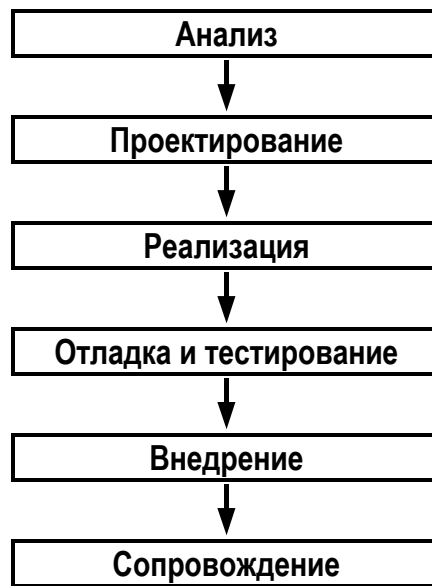 Анализ
Проектирование
Реализация
Отладка и тестирование
Внедрение
Сопровождение